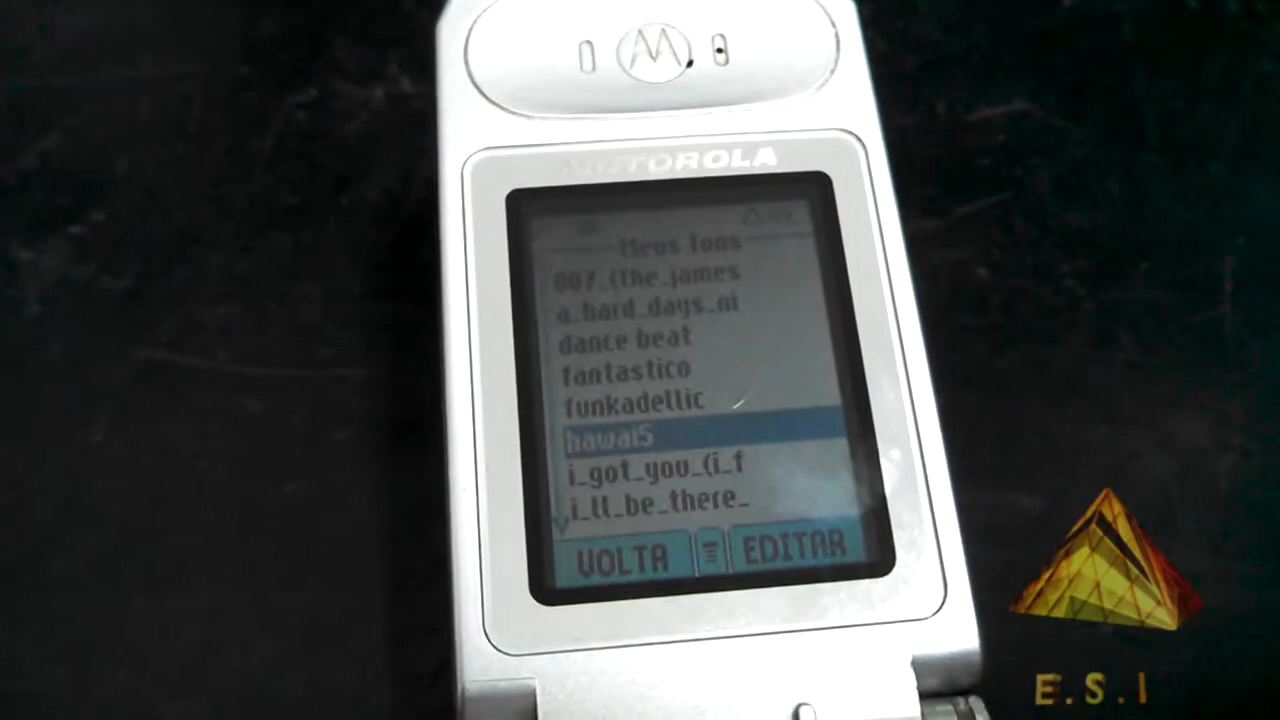 MOTOROLA
Meus Tons
007_(the_james
a_hard_days_ni
dance beat
fantastico
funkadellic
hawai5
i_got_you_(i_f
i_ll_be_there_
VOLTA EDITAR
E.S.I